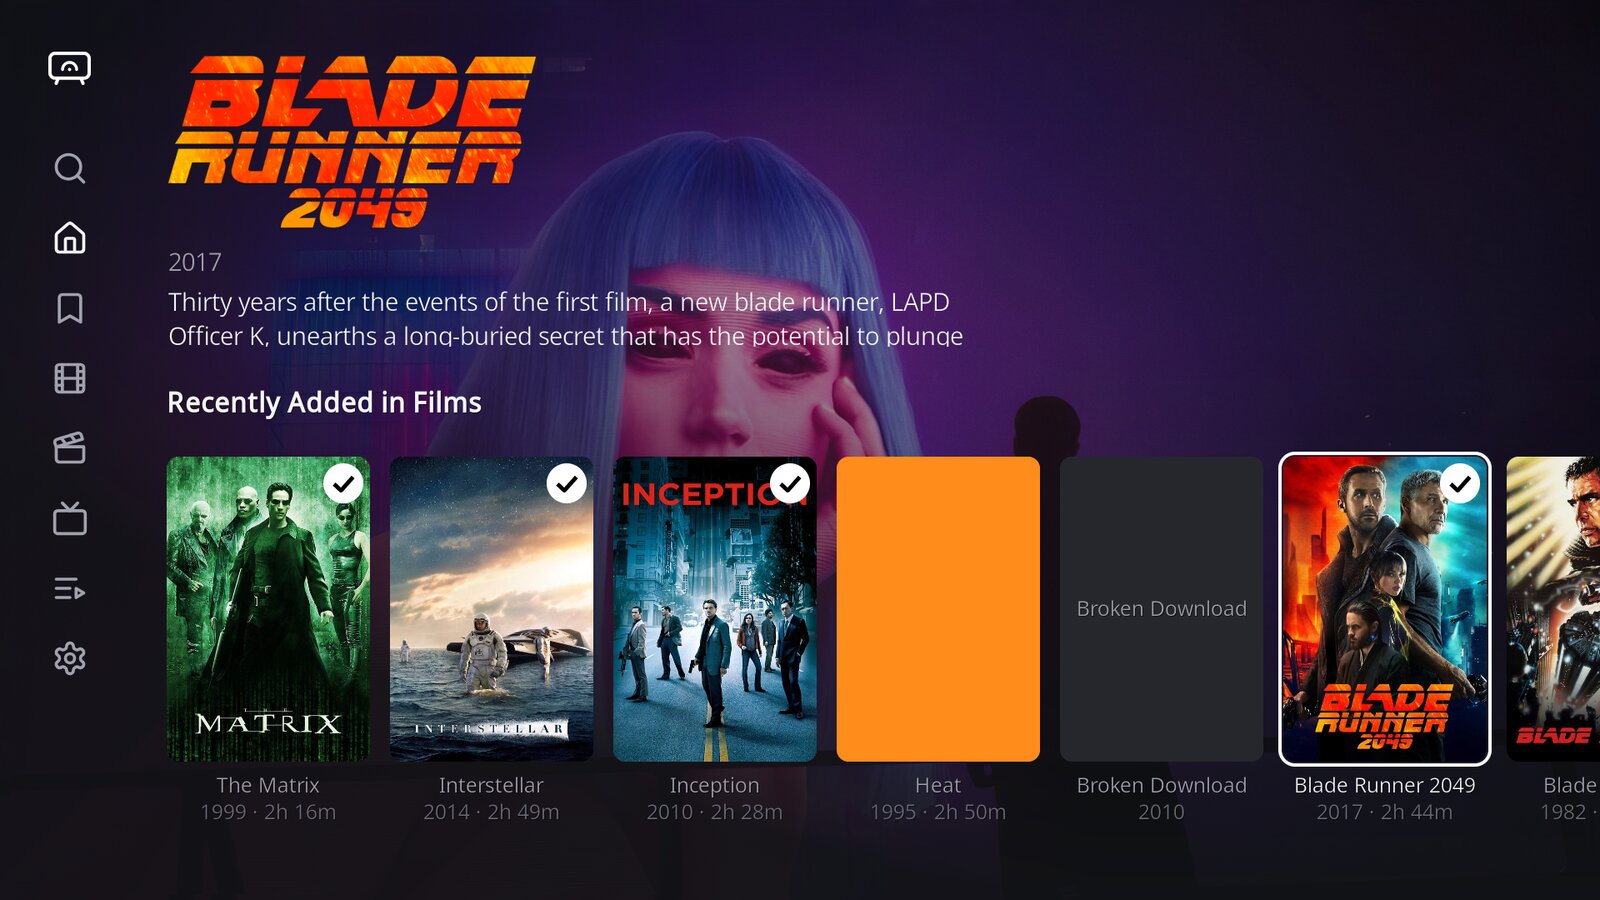 BLADE
RUNNER
2049
2017
Thirty years after the events of the first film, a new blade runner, LAPD
Officer K, unearths a long-buried secret that has the potential to plunge
Recently Added in Films
THE
MATRIX
INTERSTELLAR
INCEPTION
Broken Download
BLADE
RUNNER
2049
BLADE
The Matrix
1999 · 2h 16m
Interstellar
2014 · 2h 49m
Inception
2010 · 2h 28m
Heat
1995 · 2h 50m
Broken Download
2010
Blade Runner 2049
2017 · 2h 44m
Blade
1982 ·